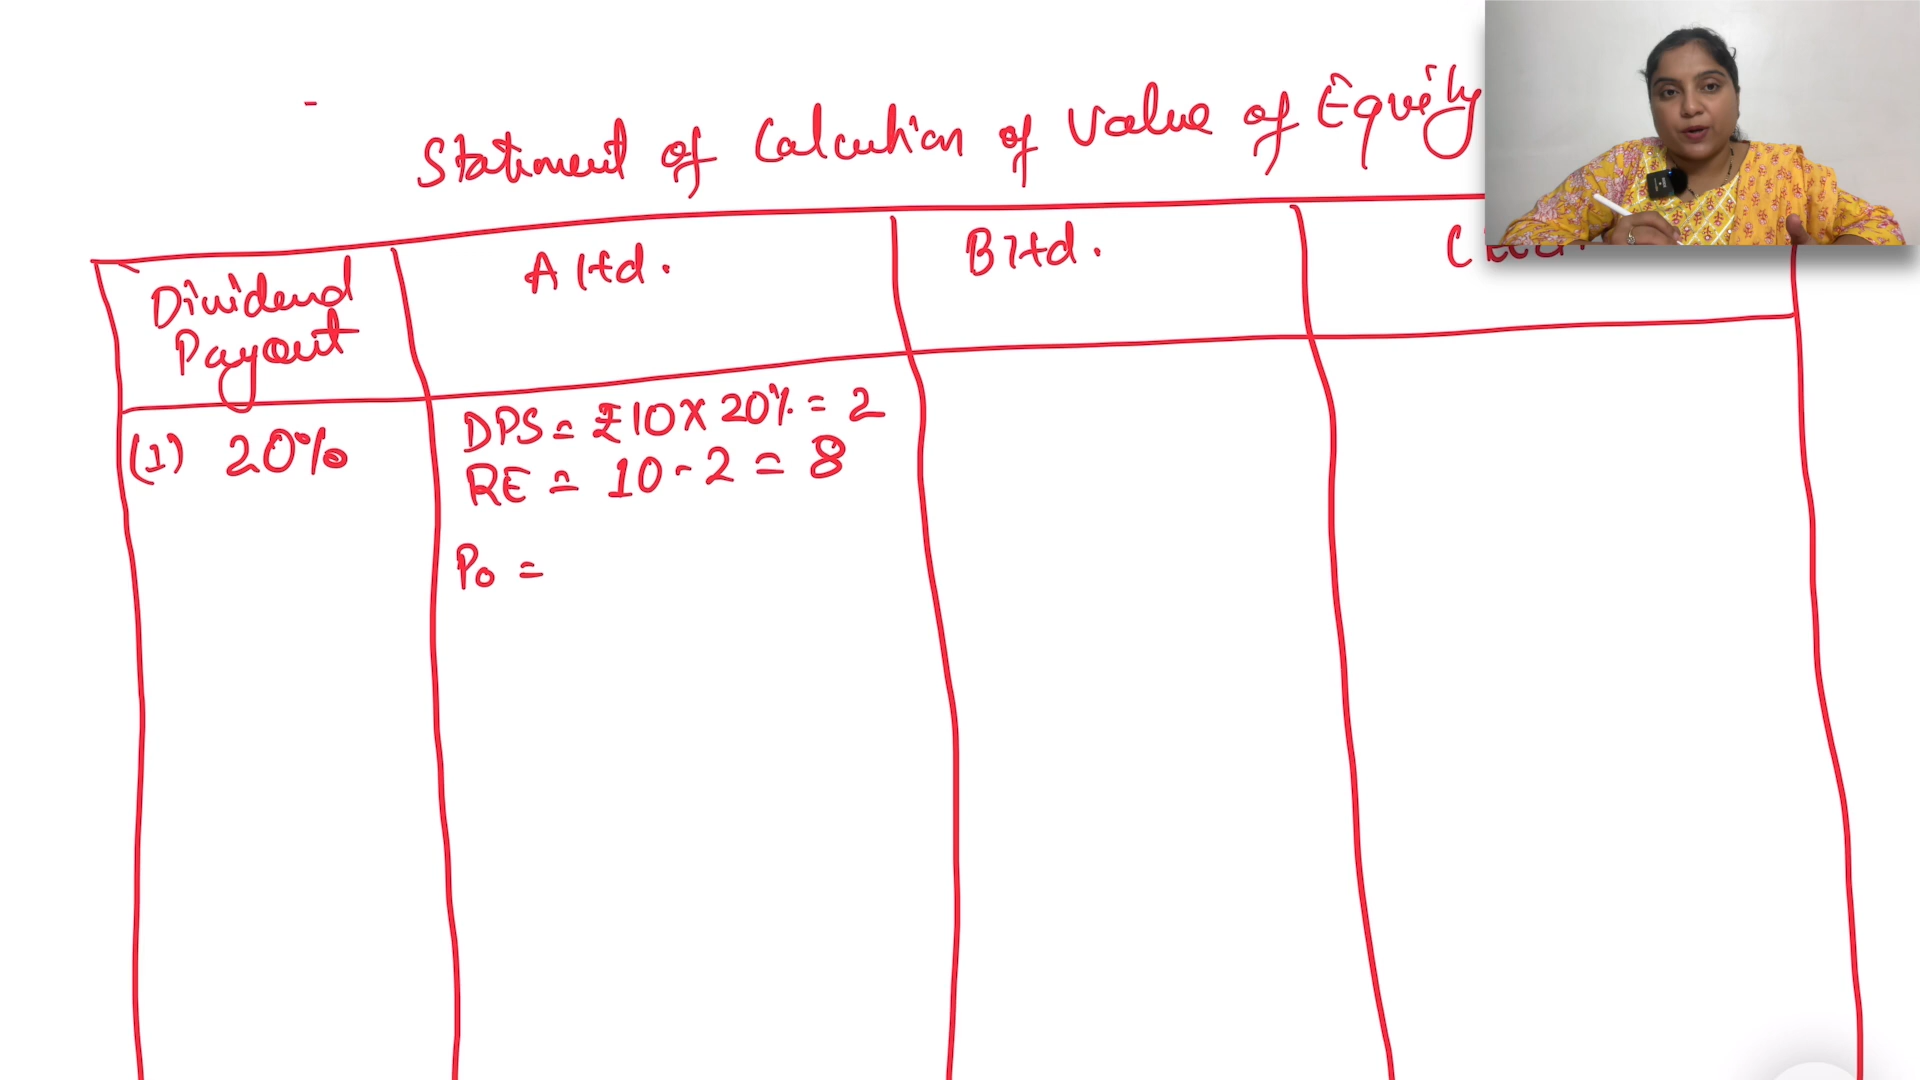 Statement of Calculation of Value of Equity
Dividend Payout
A ltd.
B ltd.
(1) 20%
DPS = ₹10 X 20% = 2
RE = 10 - 2 = 8
P0 =